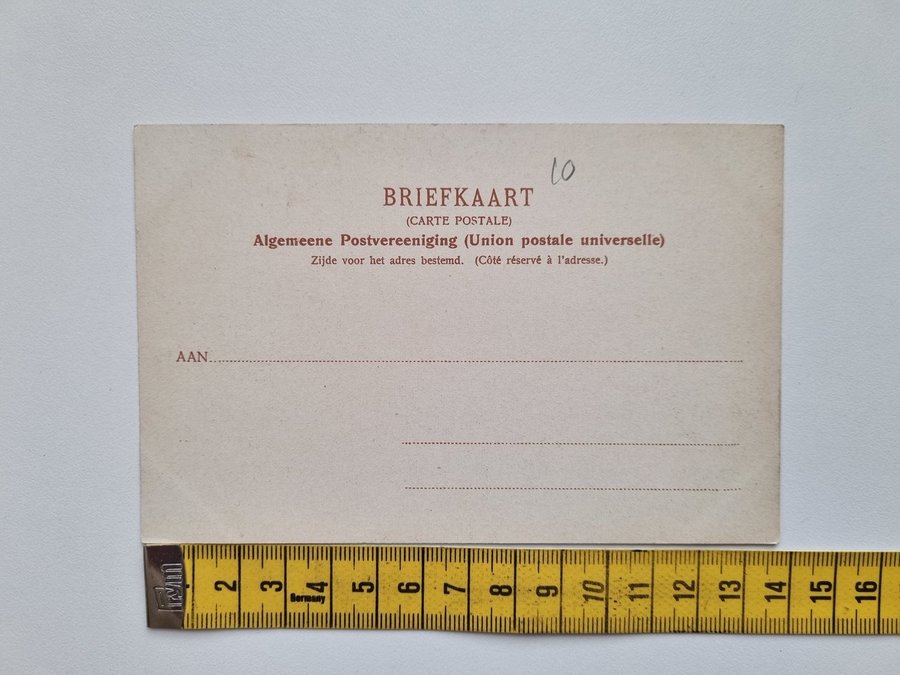 10
BRIEFKAART
(CARTE POSTALE)
Algemeene Postvereeniging (Union postale universelle)
Zijde voor het adres bestemd. (Côté réservé à l'adresse.)
AAN
2 3 4 5 6 7 8 9 10 11 12 13 14 15 16
Germany